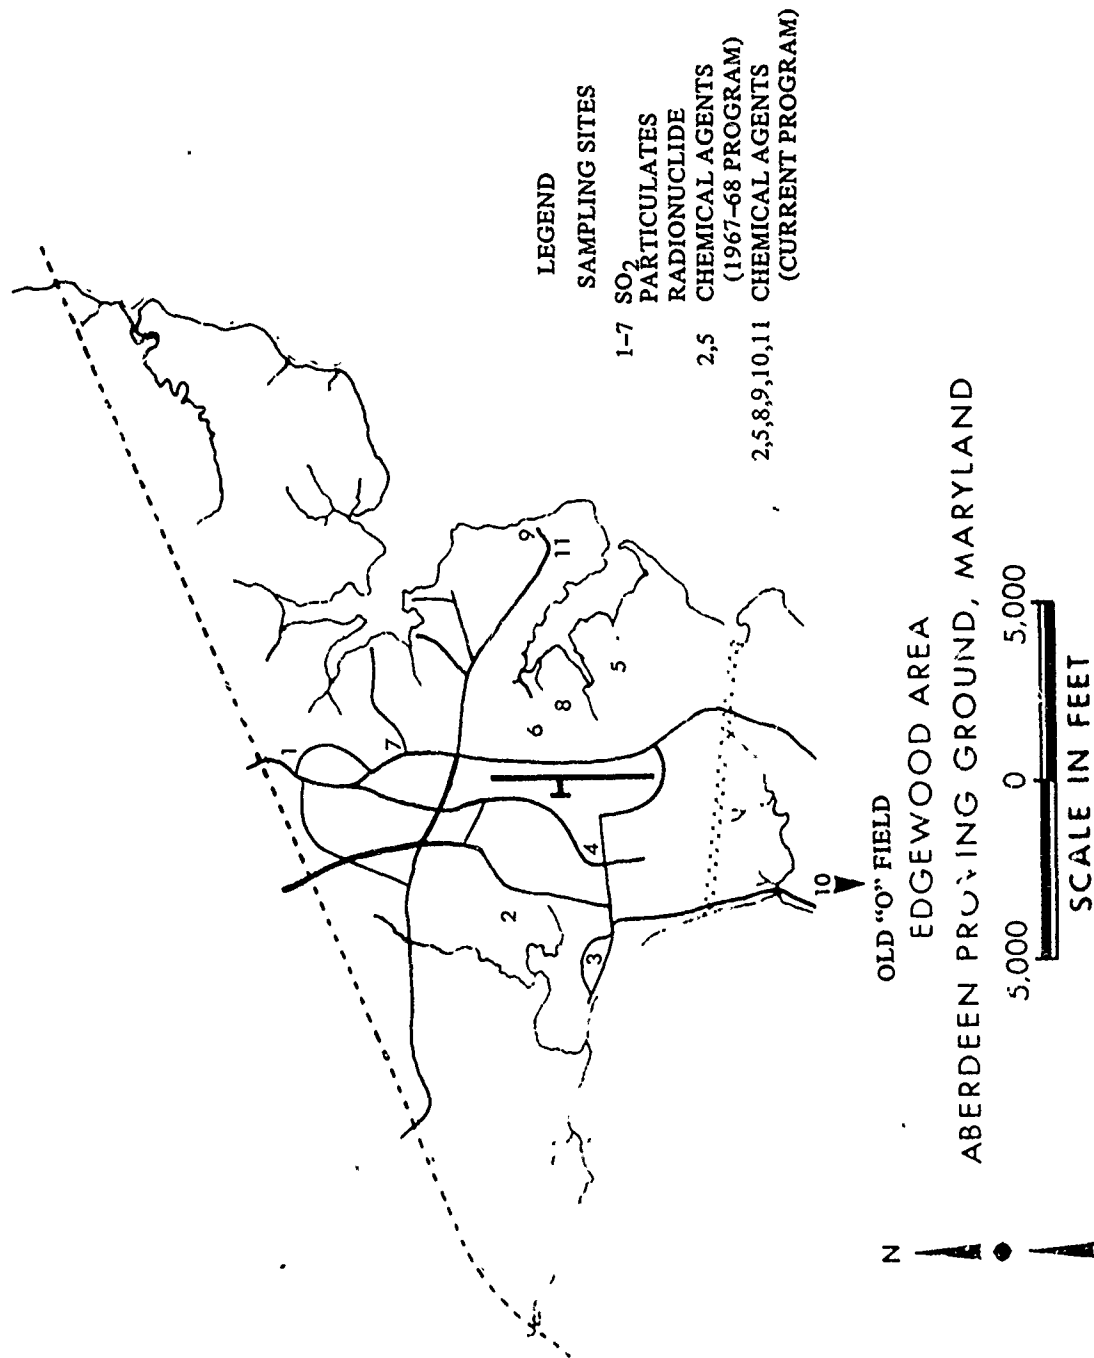 LEGEND
SAMPLING SITES
1–7 SO2
PARTICULATES
RADIONUCLIDE
2,5 CHEMICAL AGENTS
(1967–68 PROGRAM)
2,5,8,9,10,11 CHEMICAL AGENTS
(CURRENT PROGRAM)
1
7
9
11
2
6
8
5
4
3
10
OLD "O" FIELD
EDGEWOOD AREA
ABERDEEN PROVING GROUND, MARYLAND
5,000 0 5,000
SCALE IN FEET
N